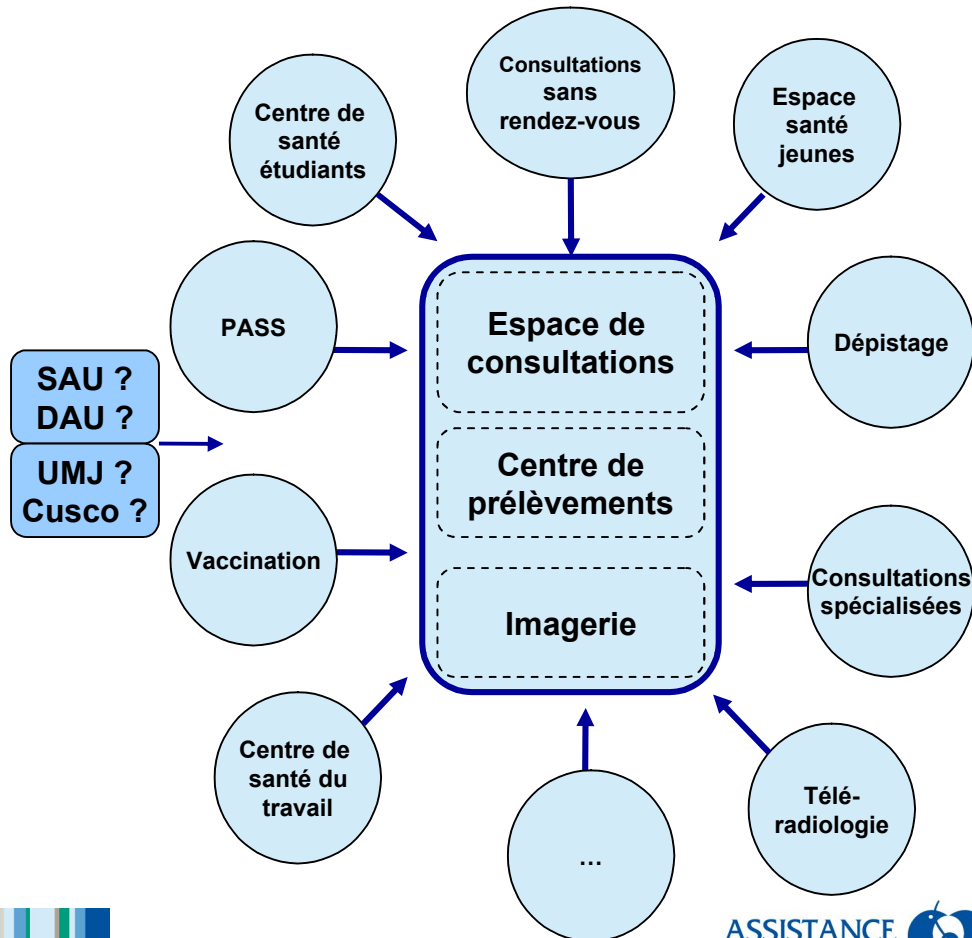 Consultations
sans
rendez-vous
Centre de
santé
étudiants
Espace
santé
jeunes
PASS
Espace de
consultations
Dépistage
SAU ?
DAU ?
UMJ ?
Cusco ?
Centre de
prélèvements
Vaccination
Consultations
spécialisées
Imagerie
Centre de
santé du
travail
Télé-
radiologie
...
ASSISTANCE